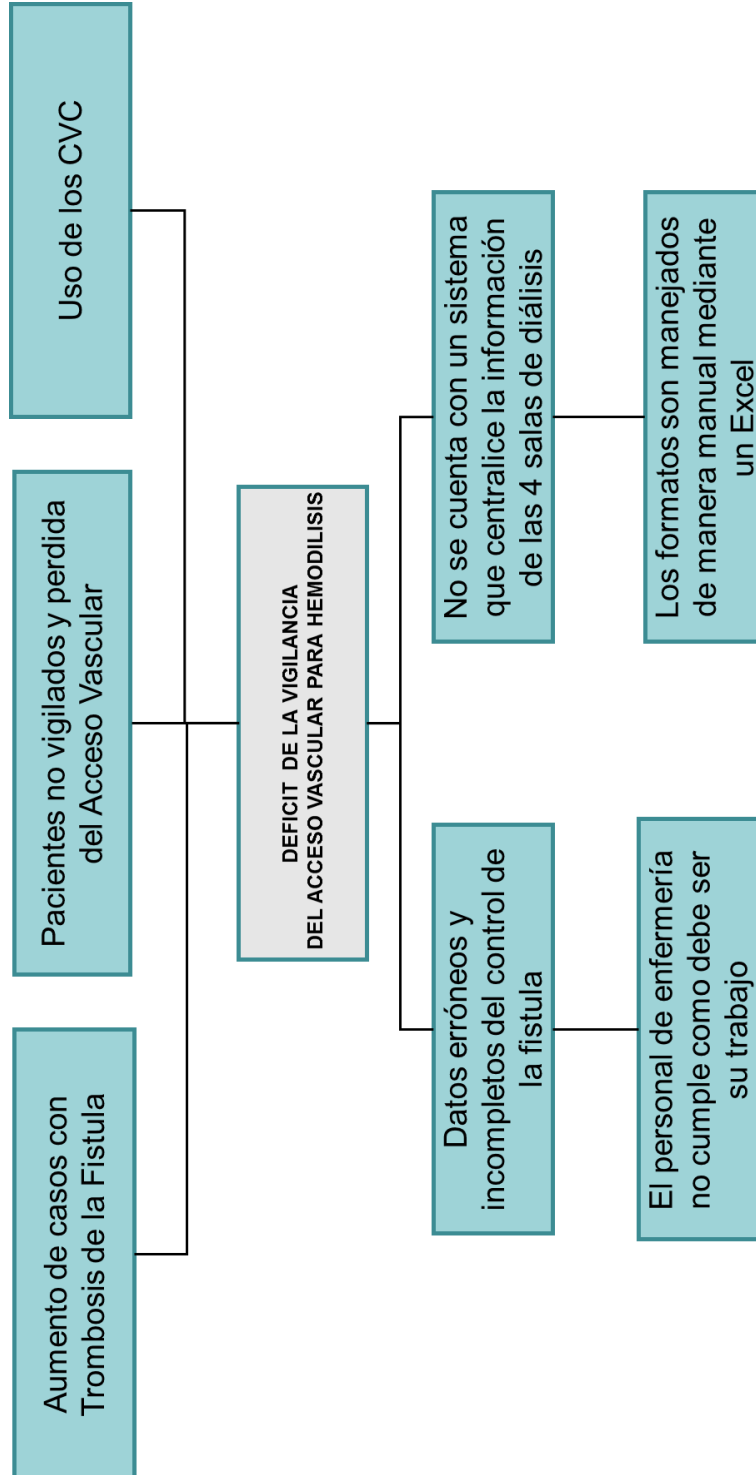 Aumento de casos con
Trombosis de la Fistula
Pacientes no vigilados y perdida
del Acceso Vascular
Uso de los CVC
DEFICIT DE LA VIGILANCIA
DEL ACCESO VASCULAR PARA HEMODILISIS
Datos erróneos y
incompletos del control de
la fistula
No se cuenta con un sistema
que centralice la información
de las 4 salas de diálisis
El personal de enfermería
no cumple como debe ser
su trabajo
Los formatos son manejados
de manera manual mediante
un Excel